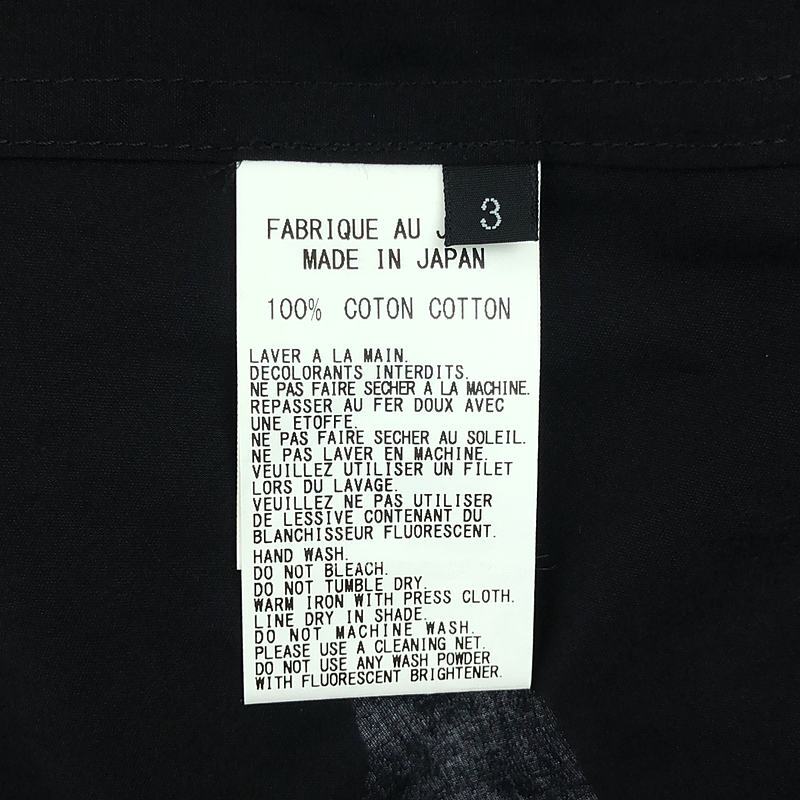 3
FABRIQUE AU J
MADE IN JAPAN
100% COTON COTTON
LAVER A LA MAIN.
DECOLORANTS INTERDITS.
NE PAS FAIRE SECHER A LA MACHINE.
REPASSER AU FER DOUX AVEC
UNE ETOFFE.
NE PAS FAIRE SECHER AU SOLEIL.
NE PAS LAVER EN MACHINE.
VEUILLEZ UTILISER UN FILET
LORS DU LAVAGE.
VEUILLEZ NE PAS UTILISER
DE LESSIVE CONTENANT DU
BLANCHISSEUR FLUORESCENT.
HAND WASH.
DO NOT BLEACH.
DO NOT TUMBLE DRY.
WARM IRON WITH PRESS CLOTH.
LINE DRY IN SHADE.
DO NOT MACHINE WASH.
PLEASE USE A CLEANING NET.
DO NOT USE ANY WASH POWDER
WITH FLUORESCENT BRIGHTENER.